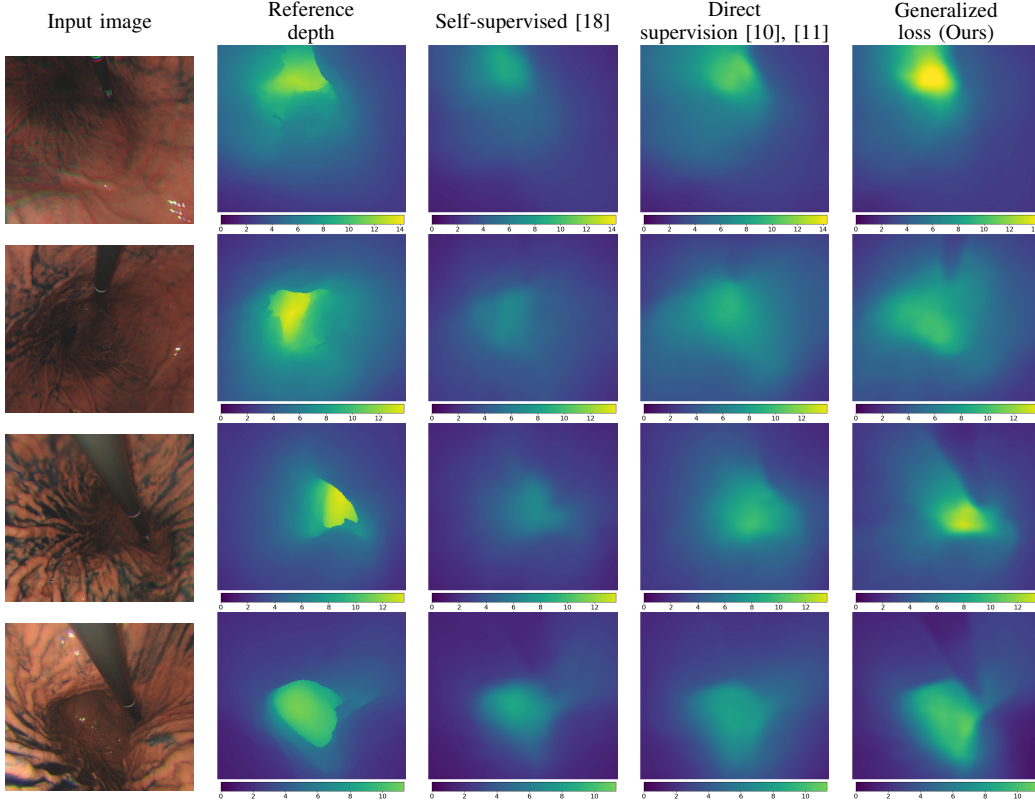 Input image
Reference
depth
Self-supervised [18]
Direct
supervision [10], [11]
Generalized
loss (Ours)
0 2 4 6 8 10 12 14
0 2 4 6 8 10 12 14
0 2 4 6 8 10 12 14
0 2 4 6 8 10 12
0 2 4 6 8 10 12
0 2 4 6 8 10 12
0 2 4 6 8 10 12
0 2 4 6 8 10 12
0 2 4 6 8 10 12
0 2 4 6 8 10 12
0 2 4 6 8 10 12
0 2 4 6 8 10 12
0 2 4 6 8 10
0 2 4 6 8 10
0 2 4 6 8 10
0 2 4 6 8 10